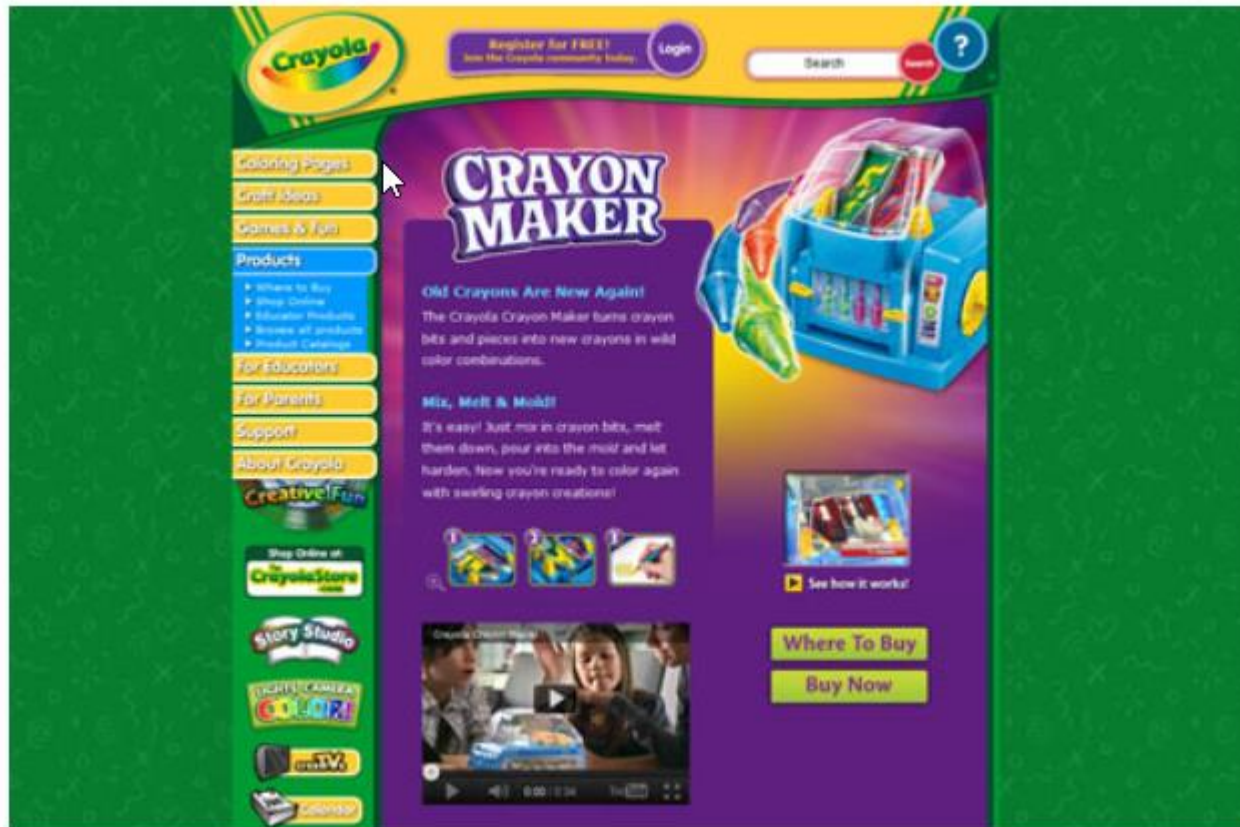 Crayola
Register for FREE!
Join the Crayola community today.
Login
Search
Search
?
Coloring Pages
Craft Ideas
Games & Fun
Products
Where to Buy
Shop Online
Educator Products
Browse all products
Product Catalogs
For Educators
For Parents
Support
About Crayola
Creative Fun
Shop Online at:
The
CrayolaStore
.com
Story Studio
LIGHTS, CAMERA
COLOR!
TV
Calendar
CRAYON
MAKER
Old Crayons Are New Again!
The Crayola Crayon Maker turns crayon
bits and pieces into new crayons in wild
color combinations.
Mix, Melt & Mold!
It's easy! Just mix in crayon bits, melt
them down, pour into the mold and let
harden. Now you're ready to color again
with swirling crayon creations!
1
2
3
Crayola Crayon Maker
0:00 / 0:34
See how it works!
Where To Buy
Buy Now